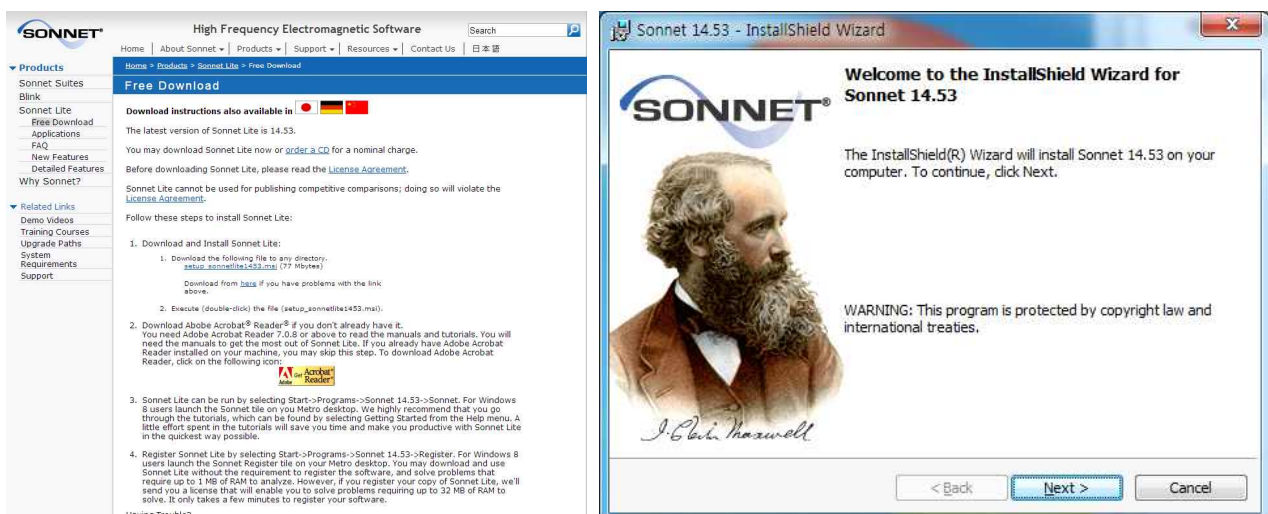 SONNET®
High Frequency Electromagnetic Software
Search
Home | About Sonnet | Products | Support | Resources | Contact Us | 日本語
Products
Sonnet Suites
Blink
Sonnet Lite
Free Download
Applications
FAQ
New Features
Detailed Features
Why Sonnet?
Related Links
Demo Videos
Training Courses
Upgrade Paths
System
Requirements
Support
Home > Products > Sonnet Lite > Free Download
Free Download
Download instructions also available in
The latest version of Sonnet Lite is 14.53.
You may download Sonnet Lite now or order a CD for a nominal charge.
Before downloading Sonnet Lite, please read the License Agreement.
Sonnet Lite cannot be used for publishing competitive comparisons; doing so will violate the
License Agreement.
Follow these steps to install Sonnet Lite:
1. Download and Install Sonnet Lite:
1. Download the following file to any directory.
setup_sonnetlite1453.msi (77 Mbytes)
Download from here if you have problems with the link
above.
2. Execute (double-click) the file (setup_sonnetlite1453.msi).
2. Download Abobe Acrobat® Reader® if you don't already have it.
You need Adobe Acrobat Reader 7.0.8 or above to read the manuals and tutorials. You will
need the manuals to get the most out of Sonnet Lite. If you already have Adobe Acrobat
Reader installed on your machine, you may skip this step. To download Adobe Acrobat
Reader, click on the following icon:
Adobe Get Acrobat® Reader®
3. Sonnet Lite can be run by selecting Start->Programs->Sonnet 14.53->Sonnet. For Windows
8 users launch the Sonnet tile on you Metro desktop. We highly recommend that you go
through the tutorials, which can be found by selecting Getting Started from the Help menu. A
little effort spent in the tutorials will save you time and make you productive with Sonnet Lite
in the quickest way possible.
4. Register Sonnet Lite by selecting Start->Programs->Sonnet 14.53->Register. For Windows 8
users launch the Sonnet Register tile on your Metro desktop. You may download and use
Sonnet Lite without the requirement to register the software, and solve problems that
require up to 1 MB of RAM to analyze. However, if you register your copy of Sonnet Lite, we'll
send you a license that will enable you to solve problems requiring up to 32 MB of RAM to
solve. It only takes a few minutes to register your software.
Having Trouble?
Sonnet 14.53 - InstallShield Wizard
SONNET®
Welcome to the InstallShield Wizard for
Sonnet 14.53
The InstallShield(R) Wizard will install Sonnet 14.53 on your
computer. To continue, click Next.
WARNING: This program is protected by copyright law and
international treaties.
J. Clerk Maxwell
< Back
Next >
Cancel